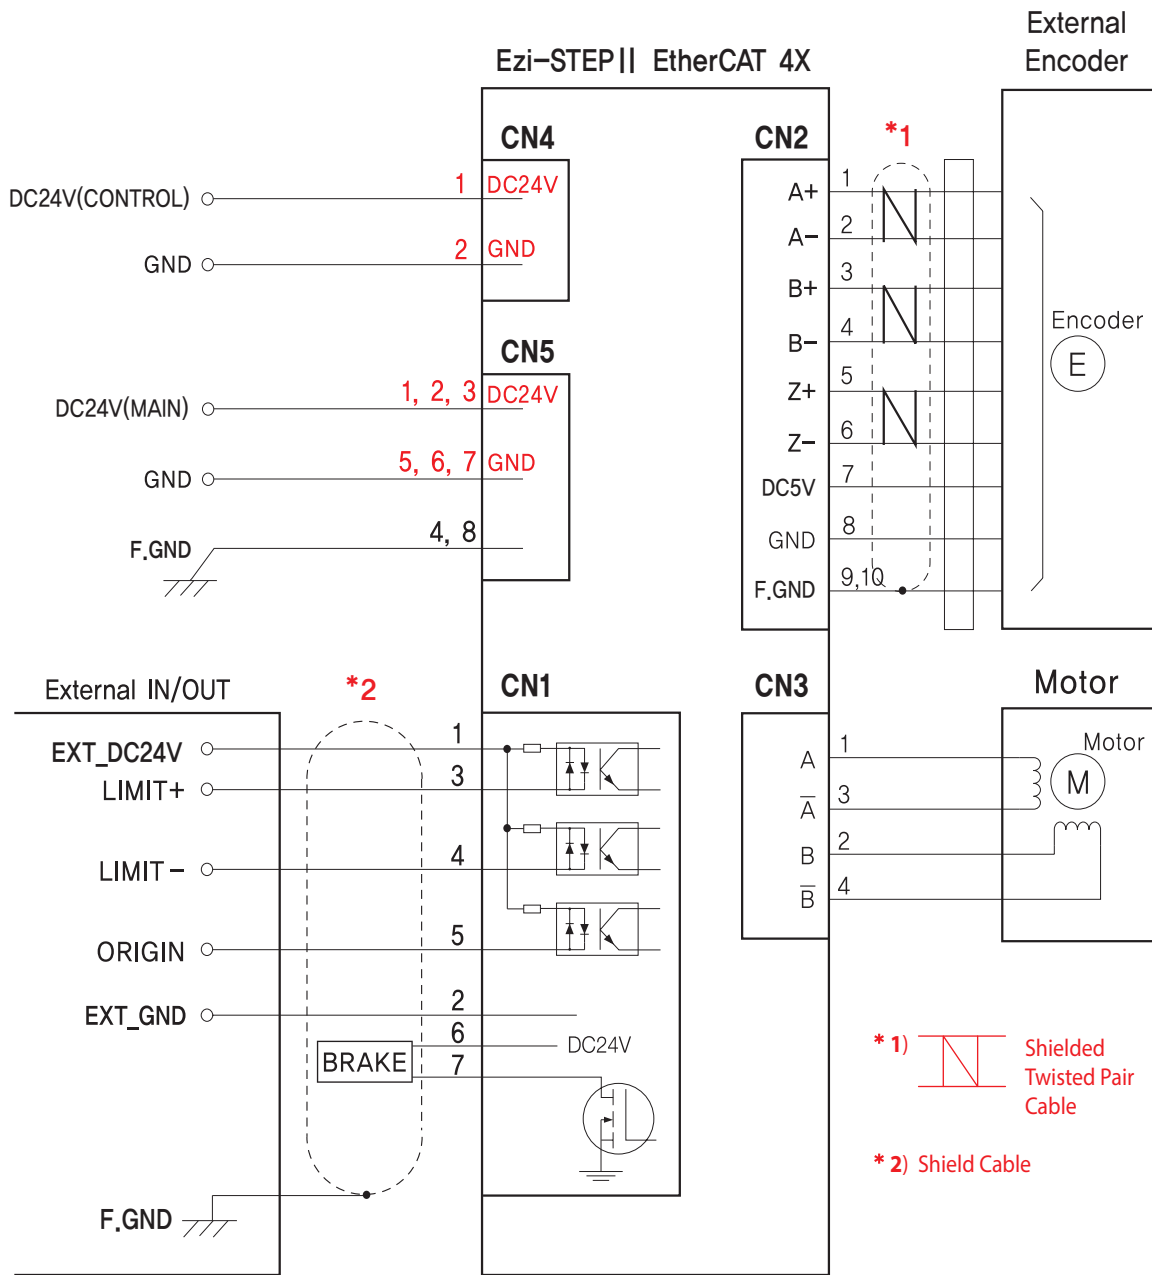 External
Encoder
Ezi-STEPⅡ EtherCAT 4X
CN4
DC24V(CONTROL) 1 DC24V
GND 2 GND
CN5
DC24V(MAIN) 1, 2, 3 DC24V
GND 5, 6, 7 GND
F.GND 4, 8
CN2
*1
A+ 1
A- 2
B+ 3
B- 4
Z+ 5
Z- 6
DC5V 7
GND 8
F.GND 9,10
Encoder
E
External IN/OUT
*2
CN1
EXT_DC24V 1
LIMIT+ 3
LIMIT- 4
ORIGIN 5
EXT_GND 2
BRAKE
6 DC24V
7
F.GND
CN3
Motor
A 1
A̅ 3
B 2
B̅ 4
Motor
M
* 1) Shielded
Twisted Pair
Cable
* 2) Shield Cable